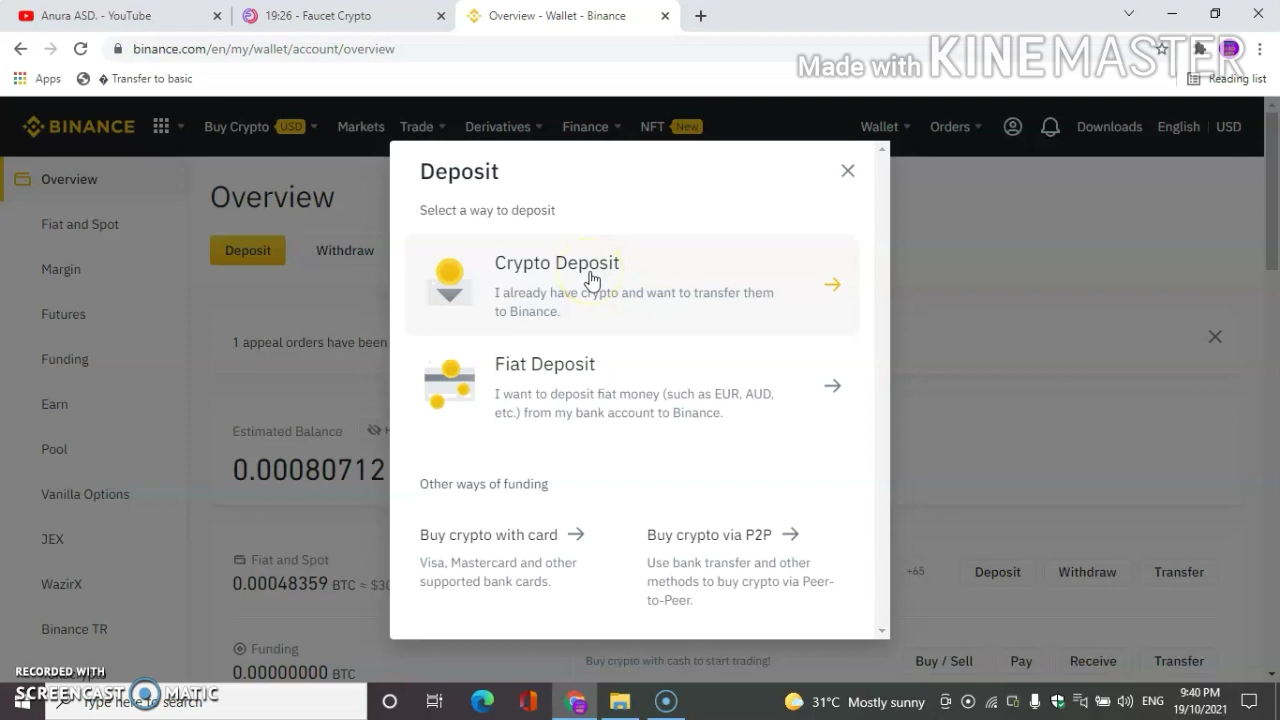 Anura ASD. - YouTube
19:26 - Faucet Crypto
Overview - Wallet - Binance
binance.com/en/my/wallet/account/overview
Made with KINEMASTER
Apps
Transfer to basic
Reading list
BINANCE
Buy Crypto USD
Markets
Trade
Derivatives
Finance
NFT New
Wallet
Orders
Downloads
English
USD
Overview
Fiat and Spot
Margin
Futures
Funding
Earn
Pool
Vanilla Options
JEX
WazirX
Binance TR
Overview
Deposit
Withdraw
1 appeal orders have been
Estimated Balance
0.00080712
Fiat and Spot
0.00048359 BTC ≈ $30
+65
Deposit
Withdraw
Transfer
Funding
0.00000000 BTC
Buy crypto with cash to start trading!
Buy / Sell
Pay
Receive
Transfer
Deposit
Select a way to deposit
Crypto Deposit
I already have crypto and want to transfer them
to Binance.
Fiat Deposit
I want to deposit fiat money (such as EUR, AUD,
etc.) from my bank account to Binance.
Other ways of funding
Buy crypto with card
Visa, Mastercard and other
supported bank cards.
Buy crypto via P2P
Use bank transfer and other
methods to buy crypto via Peer-
to-Peer.
RECORDED WITH
SCREENCAST MATIC
Type here to search
31°C Mostly sunny
ENG
9:40 PM
19/10/2021